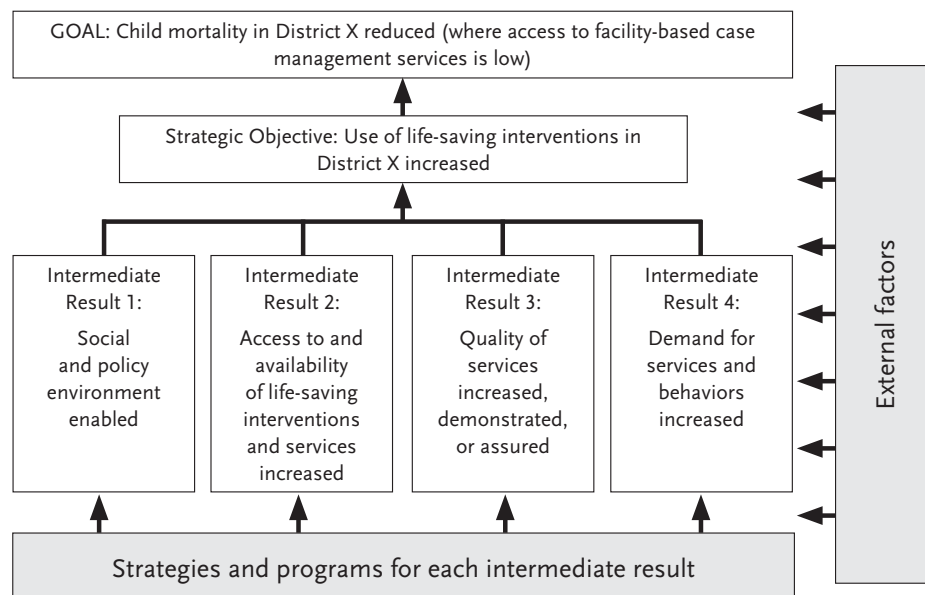 GOAL: Child mortality in District X reduced (where access to facility-based case
management services is low)
Strategic Objective: Use of life-saving interventions in
District X increased
Intermediate
Result 1:
Social
and policy
environment
enabled
Intermediate
Result 2:
Access to and
availability
of life-saving
interventions
and services
increased
Intermediate
Result 3:
Quality of
services
increased,
demonstrated,
or assured
Intermediate
Result 4:
Demand for
services and
behaviors
increased
External factors
Strategies and programs for each intermediate result